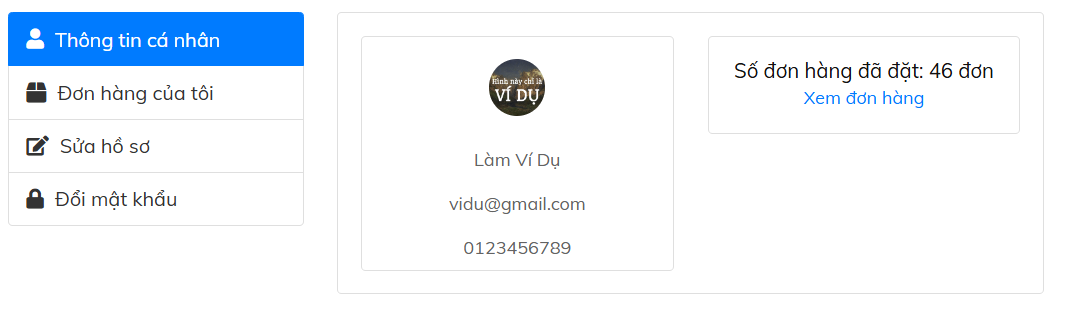 Thông tin cá nhân
Đơn hàng của tôi
Sửa hồ sơ
Đổi mật khẩu
Hình này chỉ là
VÍ DỤ
Làm Ví Dụ
vidu@gmail.com
0123456789
Số đơn hàng đã đặt: 46 đơn
Xem đơn hàng